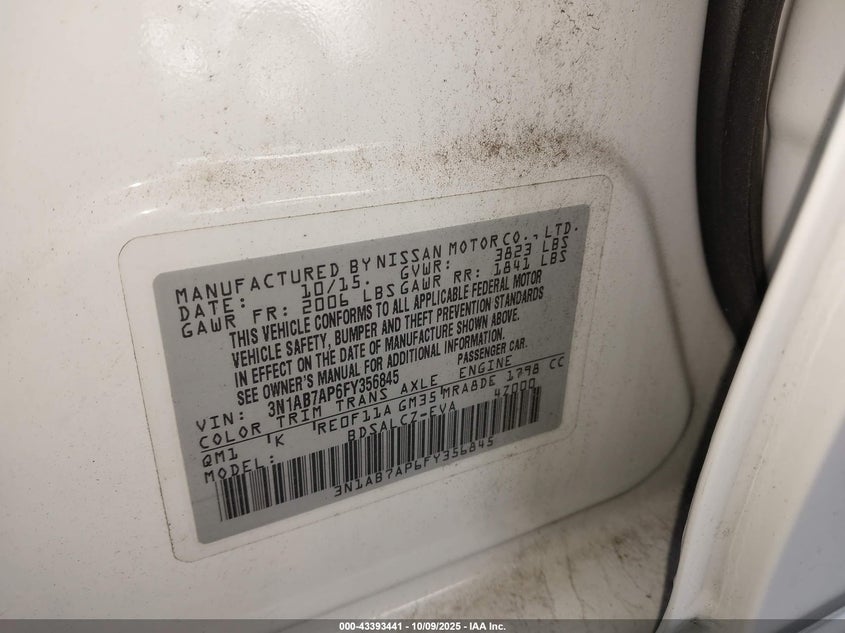 MANUFACTURED BY NISSAN MOTOR CO., LTD.
DATE: 10/15. GVWR: 3823 LBS
GAWR FR: 2006 LBS GAWR RR: 1841 LBS
THIS VEHICLE CONFORMS TO ALL APPLICABLE FEDERAL MOTOR
VEHICLE SAFETY, BUMPER AND THEFT PREVENTION STANDARDS
IN EFFECT ON THE DATE OF MANUFACTURE SHOWN ABOVE.
SEE OWNER'S MANUAL FOR ADDITIONAL INFORMATION.
VIN: 3N1AB7AP6FY356845 PASSENGER CAR.
COLOR TRIM TRANS AXLE ENGINE
QM1 K RE0F11A GM35 MRA8DE 1798 CC
MODEL: BDSALCZ-EVA 47000
3N1AB7AP6FY356845
000-43393441 - 10/09/2025 - IAA Inc.